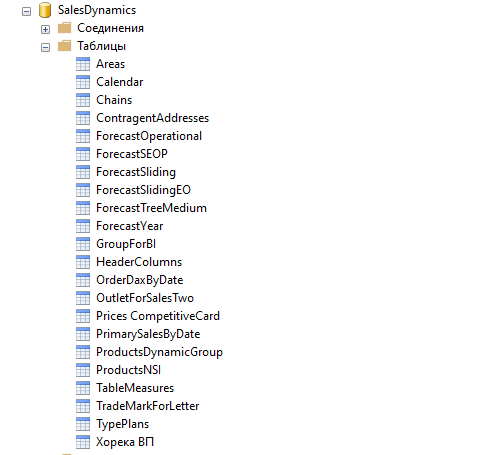 SalesDynamics
Соединения
Таблицы
Areas
Calendar
Chains
ContragentAddresses
ForecastOperational
ForecastSEOP
ForecastSliding
ForecastSlidingEO
ForecastTreeMedium
ForecastYear
GroupForBI
HeaderColumns
OrderDaxByDate
OutletForSalesTwo
Prices CompetitiveCard
PrimarySalesByDate
ProductsDynamicGroup
ProductsNSI
TableMeasures
TradeMarkForLetter
TypePlans
Хорека ВП